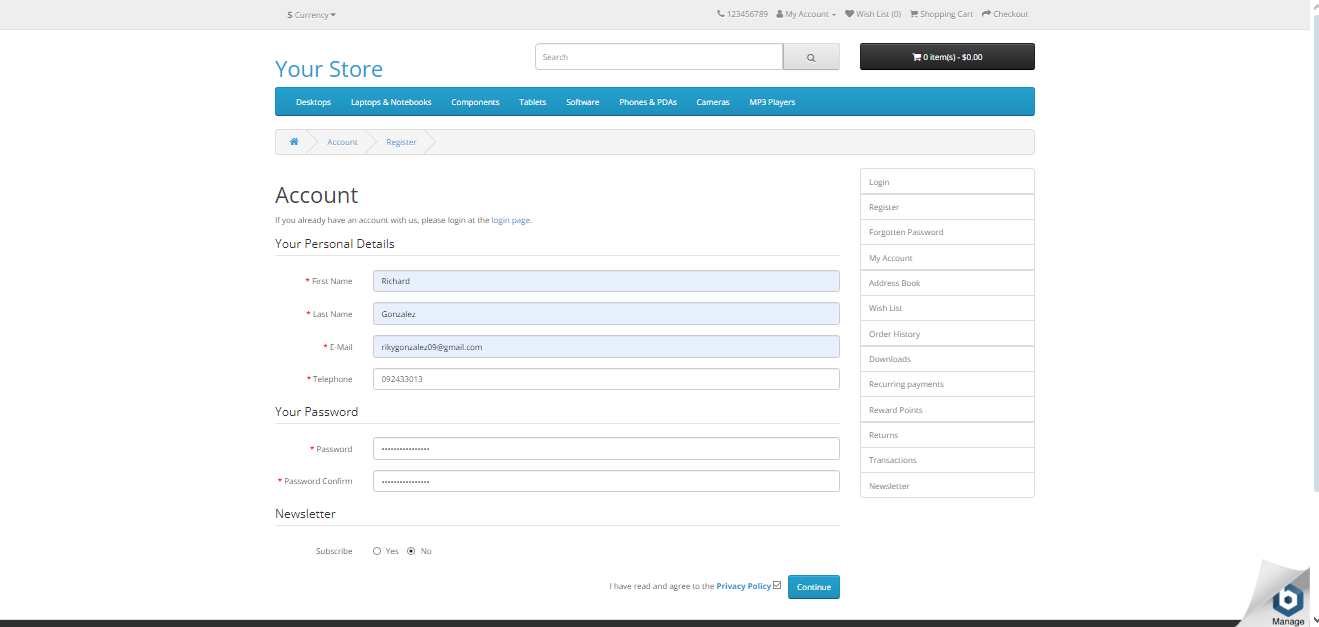 $ Currency
123456789 My Account Wish List (0) Shopping Cart Checkout
Your Store
Search
0 item(s) - $0.00
Desktops Laptops & Notebooks Components Tablets Software Phones & PDAs Cameras MP3 Players
Account Register
Account
If you already have an account with us, please login at the login page.
Your Personal Details
* First Name Richard
* Last Name Gonzalez
* E-Mail rikygonzalez09@gmail.com
* Telephone 092433013
Your Password
* Password ••••••••••••••••
* Password Confirm ••••••••••••••••
Newsletter
Subscribe Yes No
I have read and agree to the Privacy Policy Continue
Login
Register
Forgotten Password
My Account
Address Book
Wish List
Order History
Downloads
Recurring payments
Reward Points
Returns
Transactions
Newsletter
Manage